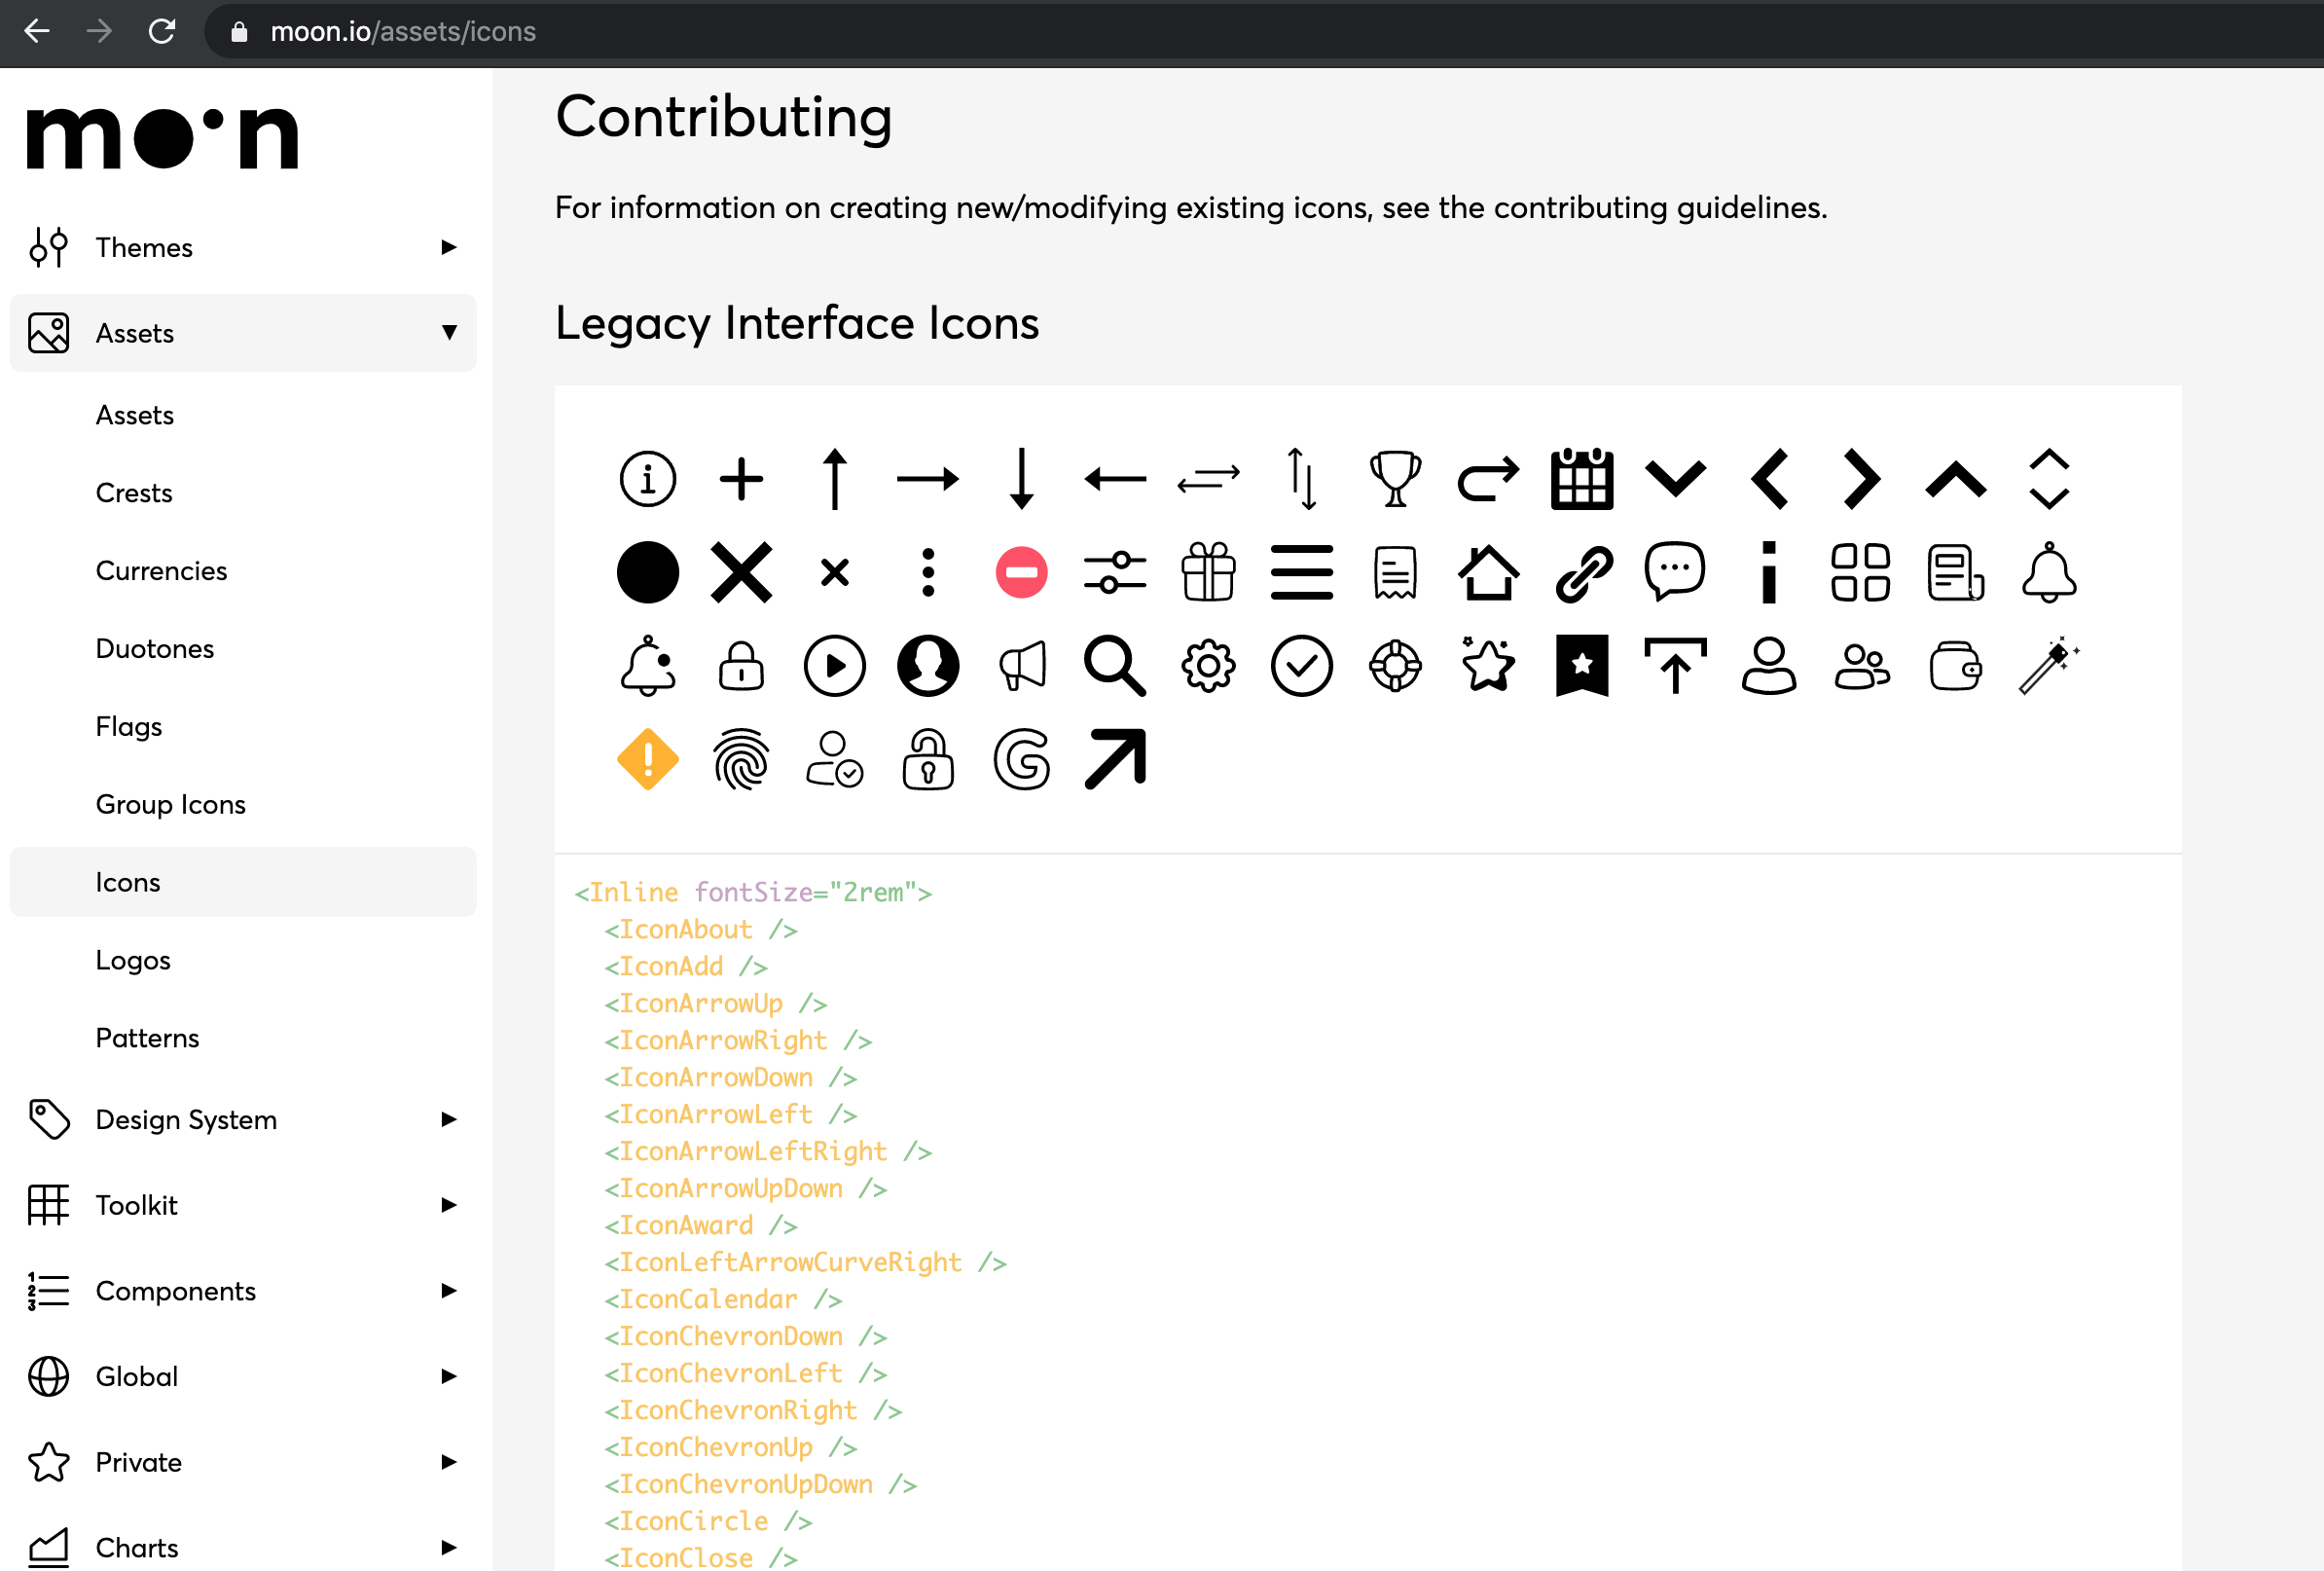 moon.io/assets/icons
moon
Themes
Assets
Assets
Crests
Currencies
Duotones
Flags
Group Icons
Icons
Logos
Patterns
Design System
Toolkit
Components
Global
Private
Charts
Contributing
For information on creating new/modifying existing icons, see the contributing guidelines.
Legacy Interface Icons
<Inline fontSize="2rem">
<IconAbout />
<IconAdd />
<IconArrowUp />
<IconArrowRight />
<IconArrowDown />
<IconArrowLeft />
<IconArrowLeftRight />
<IconArrowUpDown />
<IconAward />
<IconLeftArrowCurveRight />
<IconCalendar />
<IconChevronDown />
<IconChevronLeft />
<IconChevronRight />
<IconChevronUp />
<IconChevronUpDown />
<IconCircle />
<IconClose />